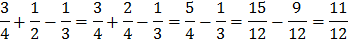 3/4 + 1/2 − 1/3 = 3/4 + 2/4 − 1/3 = 5/4 − 1/3 = 15/12 − 9/12 = 11/12